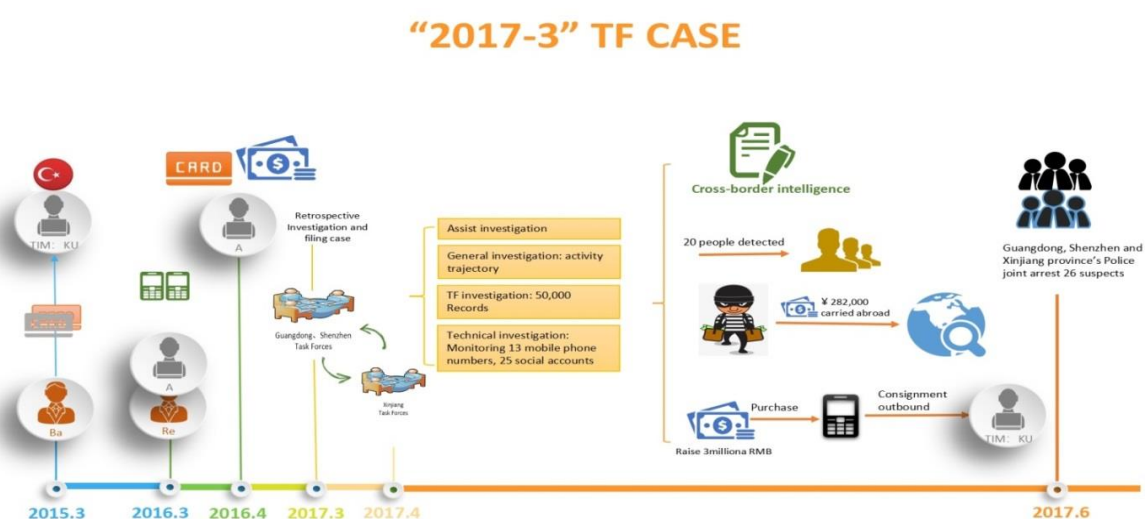 “2017-3” TF CASE
CARD
TIM： KU
A
Retrospective
Investigation and
filing case
Guangdong、Shenzhen
Task Forces
Xinjiang
Task Forces
CARD
A
Ba
Re
Assist investigation
General investigation: activity
trajectory
TF investigation: 50,000
Records
Technical investigation:
Monitoring 13 mobile phone
numbers, 25 social accounts
Cross-border intelligence
20 people detected
¥ 282,000
carried abroad
Purchase
Consignment
outbound
TIM： KU
Raise 3milliona RMB
Guangdong, Shenzhen and
Xinjiang province’s Police
joint arrest 26 suspects
2015.3
2016.3
2016.4
2017.3
2017.4
2017.6